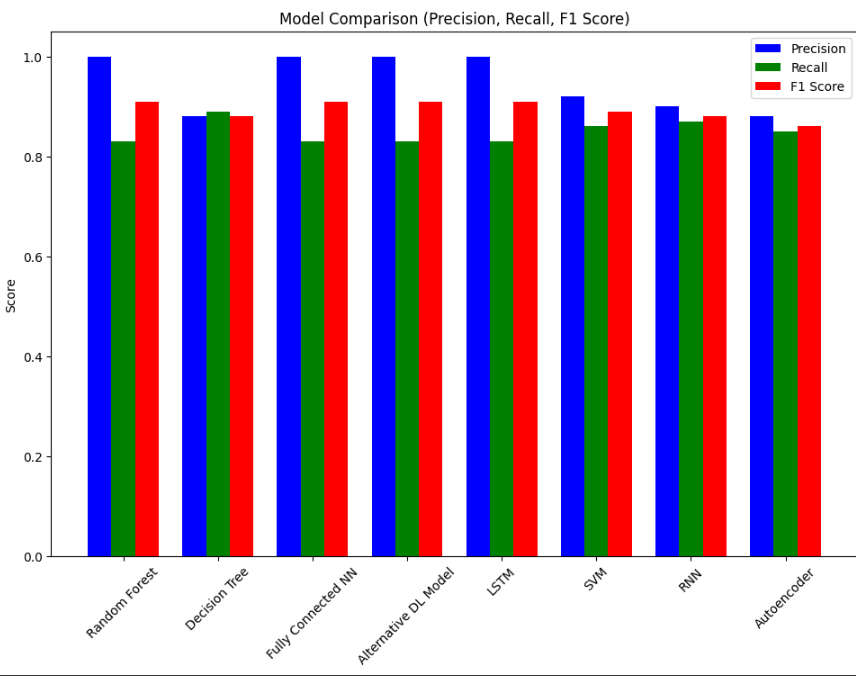 Model Comparison (Precision, Recall, F1 Score)
Precision
Recall
F1 Score
Score
1.0
0.8
0.6
0.4
0.2
0.0
Random Forest
Decision Tree
Fully Connected NN
Alternative DL Model
LSTM
SVM
RNN
Autoencoder